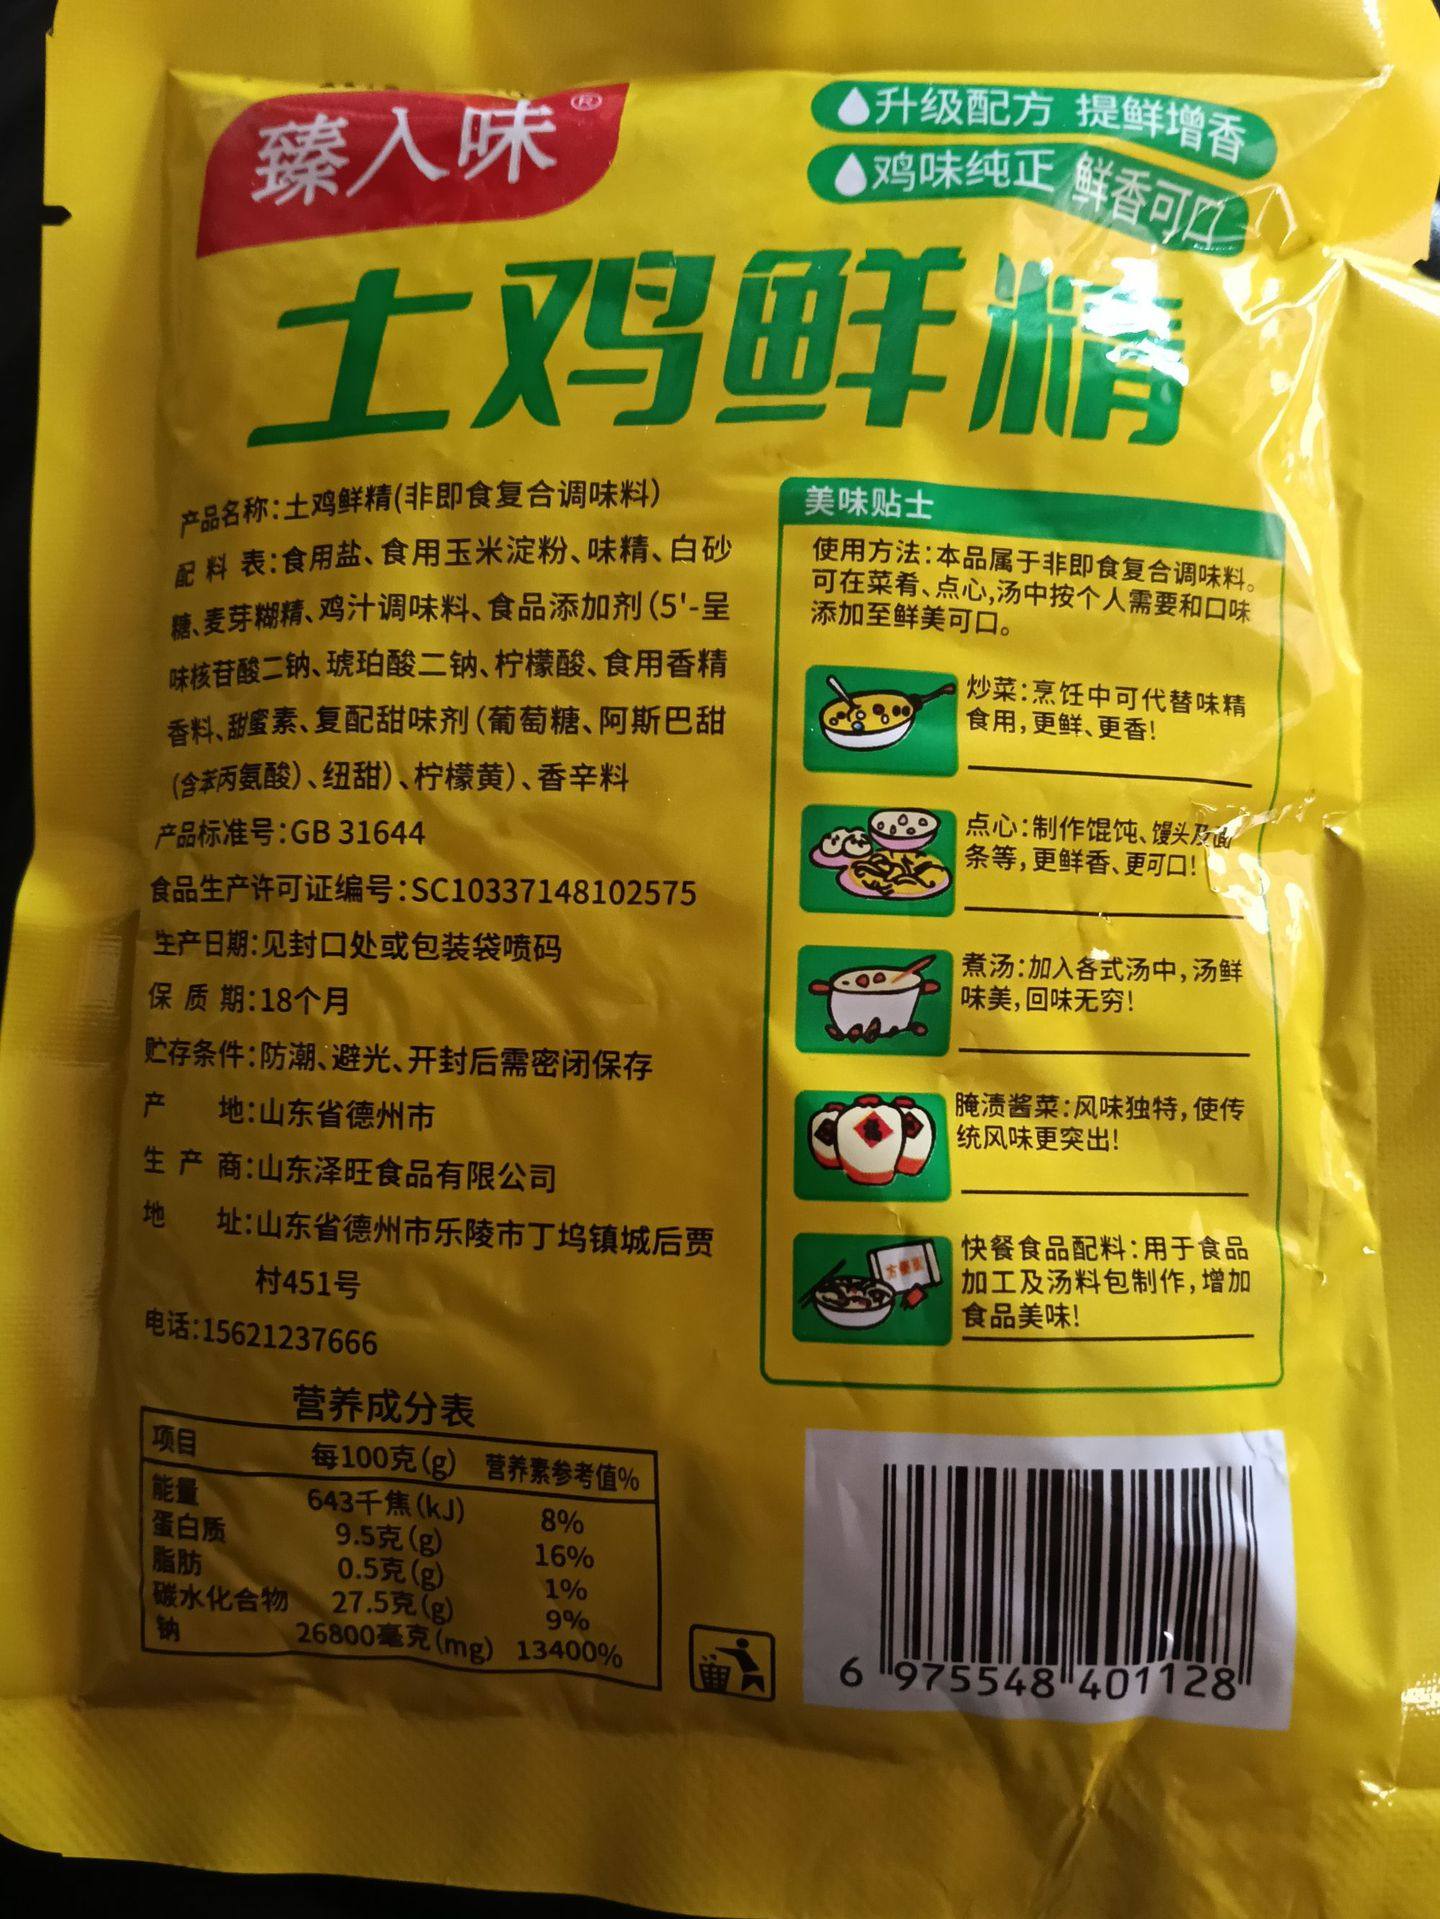 臻入味®
升级配方 提鲜增香
鸡味纯正 鲜香可口
土鸡鲜精
产品名称:土鸡鲜精(非即食复合调味料)
配料表:食用盐、食用玉米淀粉、味精、白砂
糖、麦芽糊精、鸡汁调味料、食品添加剂(5'-呈
味核苷酸二钠、琥珀酸二钠、柠檬酸、食用香精
香料、甜蜜素、复配甜味剂(葡萄糖、阿斯巴甜
(含苯丙氨酸)、纽甜)、柠檬黄)、香辛料
产品标准号:GB 31644
食品生产许可证编号:SC10337148102575
生产日期:见封口处或包装袋喷码
保质期:18个月
贮存条件:防潮、避光、开封后需密闭保存
产地:山东省德州市
生产商:山东泽旺食品有限公司
地址:山东省德州市乐陵市丁坞镇城后贾
村451号
电话:15621237666
营养成分表
项目 每100克(g) 营养素参考值%
能量 643千焦(kJ) 8%
蛋白质 9.5克(g) 16%
脂肪 0.5克(g) 1%
碳水化合物 27.5克(g) 9%
钠 26800毫克(mg) 13400%
美味贴士
使用方法:本品属于非即食复合调味料。
可在菜肴、点心,汤中按个人需要和口味
添加至鲜美可口。
炒菜:烹饪中可代替味精
食用,更鲜、更香!
点心:制作馄饨、馒头及面
条等,更鲜香、更可口!
煮汤:加入各式汤中,汤鲜
味美,回味无穷!
福
腌渍酱菜:风味独特,使传
统风味更突出!
快餐食品配料:用于食品
加工及汤料包制作,增加
食品美味!
6 975548 401128